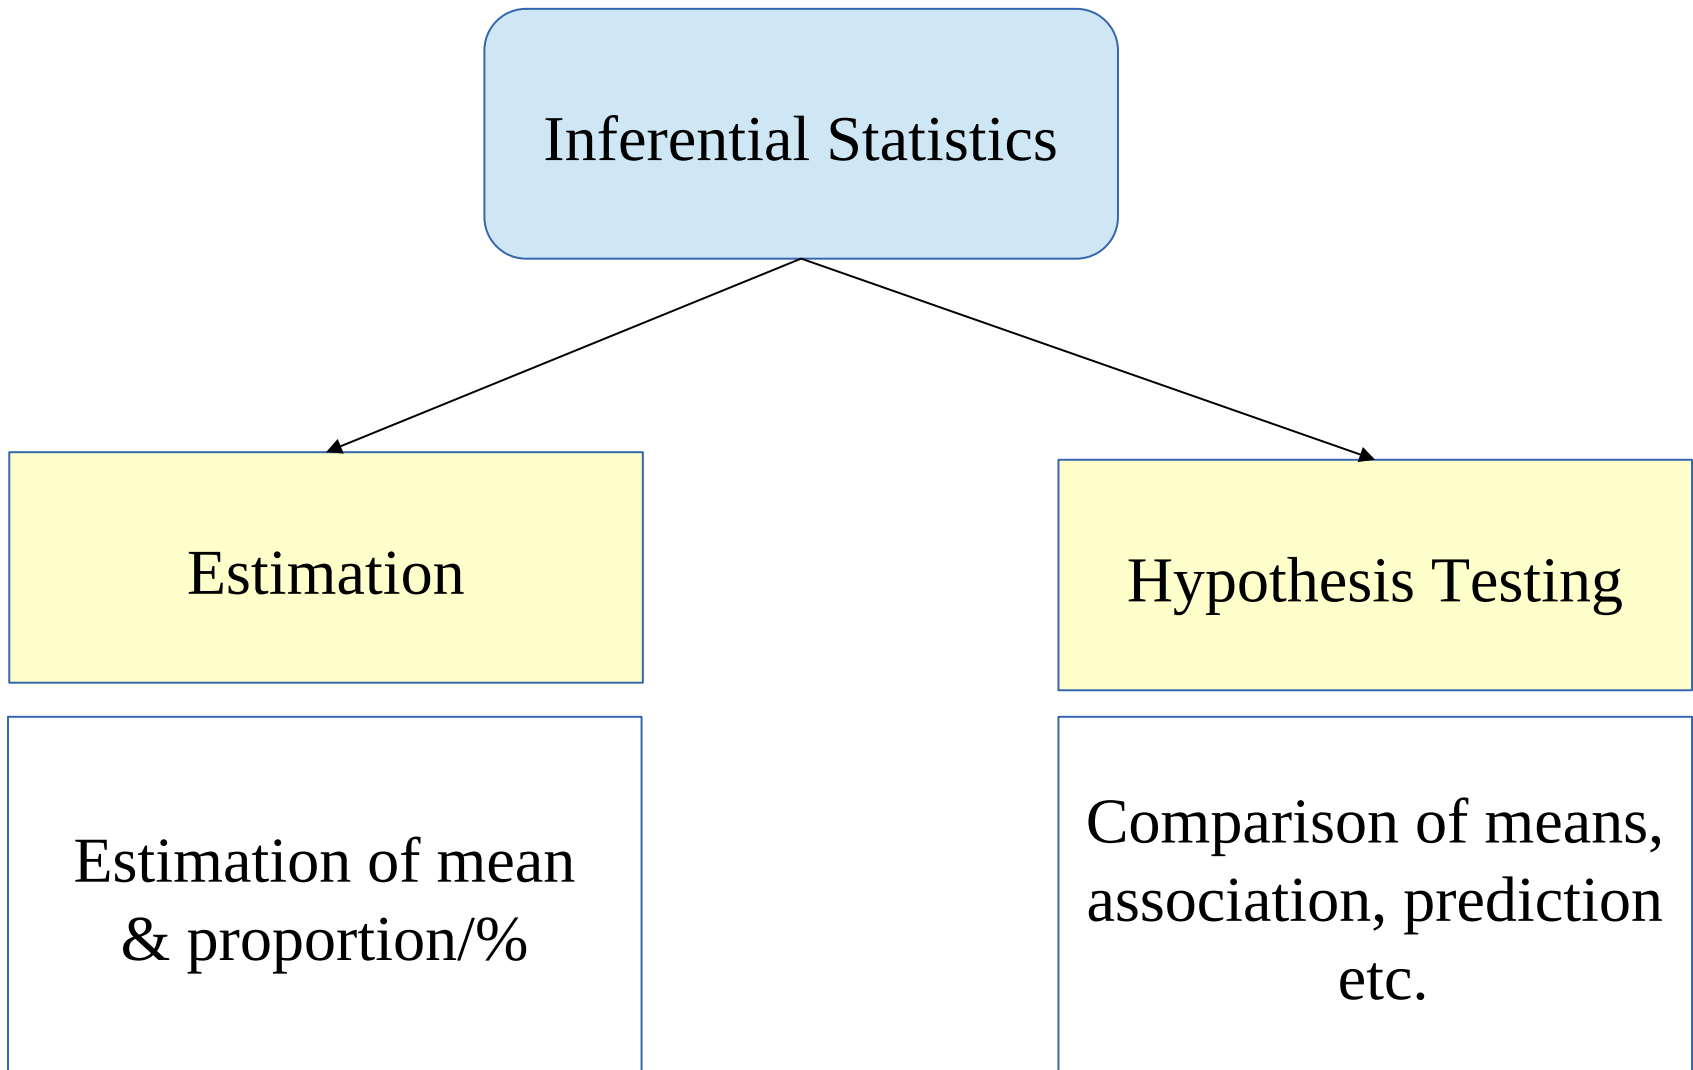 Inferential Statistics
Estimation
Hypothesis Testing
Estimation of mean
& proportion/%
Comparison of means,
association, prediction
etc.